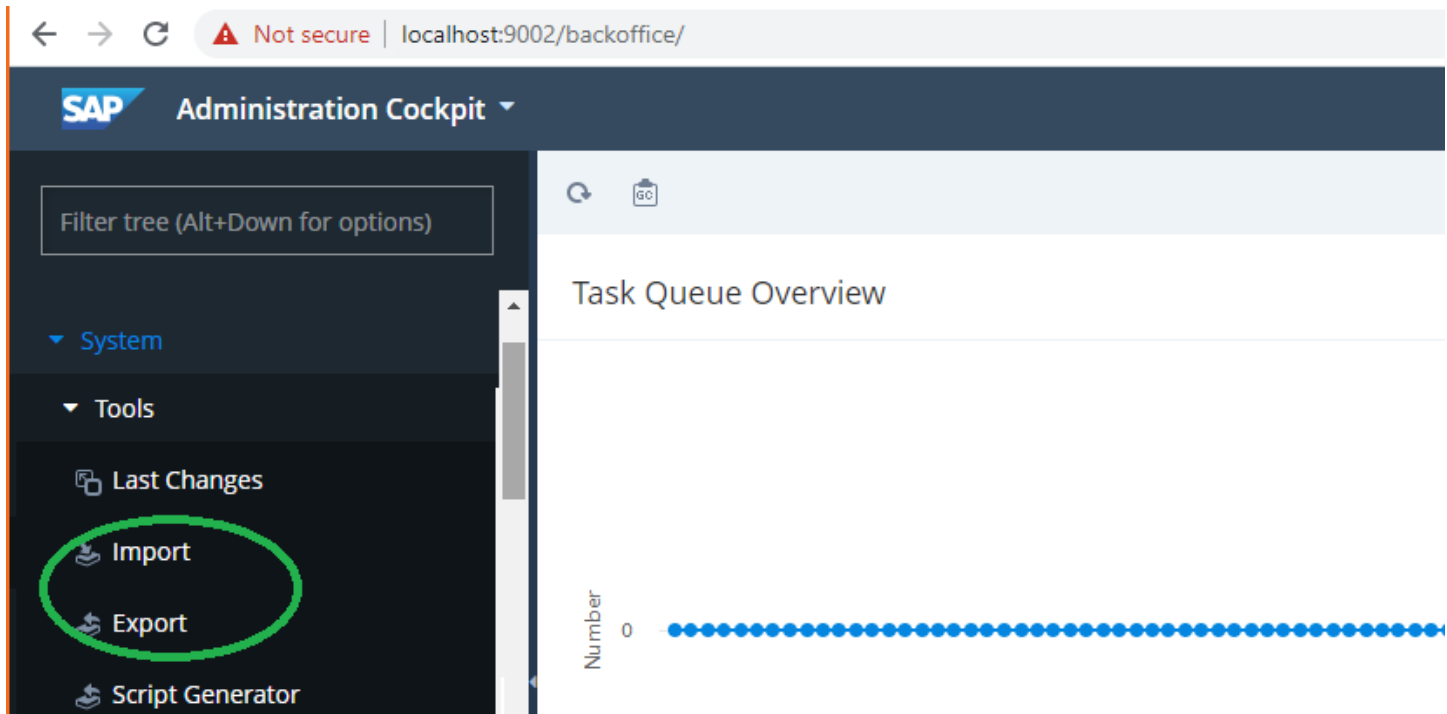 Not secure | localhost:9002/backoffice/
SAP Administration Cockpit
Filter tree (Alt+Down for options)
GC
System
Tools
Last Changes
Import
Export
Script Generator
Task Queue Overview
Number
0